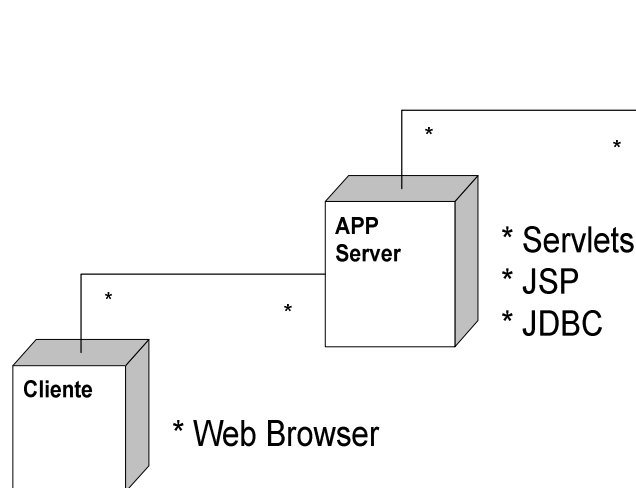 *
*
APP
Server
* Servlets
* JSP
* JDBC
*
*
Cliente
* Web Browser